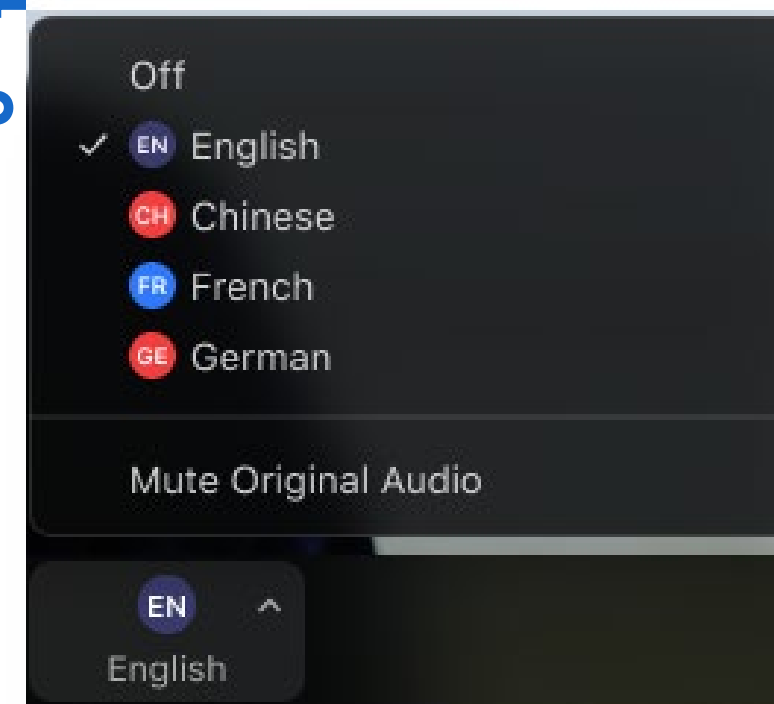 Off
EN English
CH Chinese
FR French
GE German
Mute Original Audio
EN
English